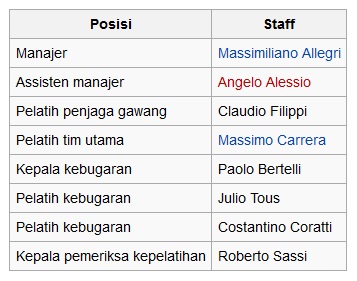 Posisi Staff
Manajer Massimiliano Allegri
Assisten manajer Angelo Alessio
Pelatih penjaga gawang Claudio Filippi
Pelatih tim utama Massimo Carrera
Kepala kebugaran Paolo Bertelli
Pelatih kebugaran Julio Tous
Pelatih kebugaran Costantino Coratti
Kepala pemeriksa kepelatihan Roberto Sassi